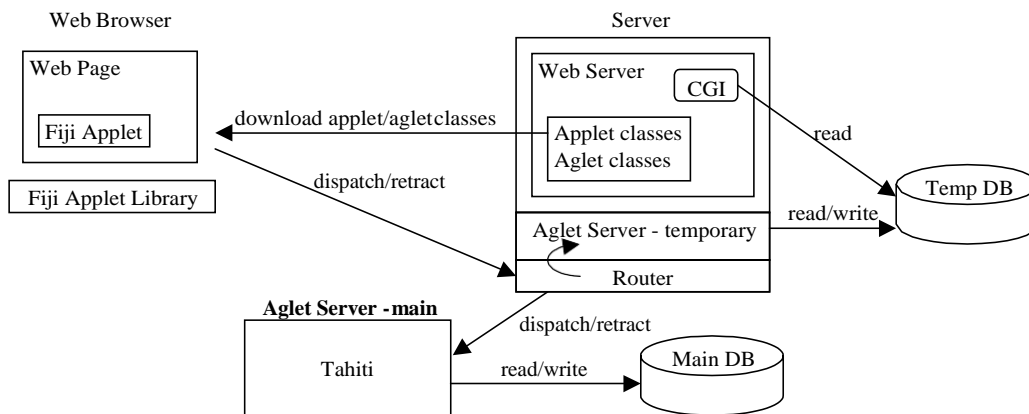 Web Browser
Server
Web Page
Web Server
CGI
Fiji Applet
download applet/agletclasses
Applet classes
Aglet classes
read
dispatch/retract
Fiji Applet Library
Temp DB
read/write
Aglet Server - temporary
Router
Aglet Server -main
dispatch/retract
Tahiti
read/write
Main DB